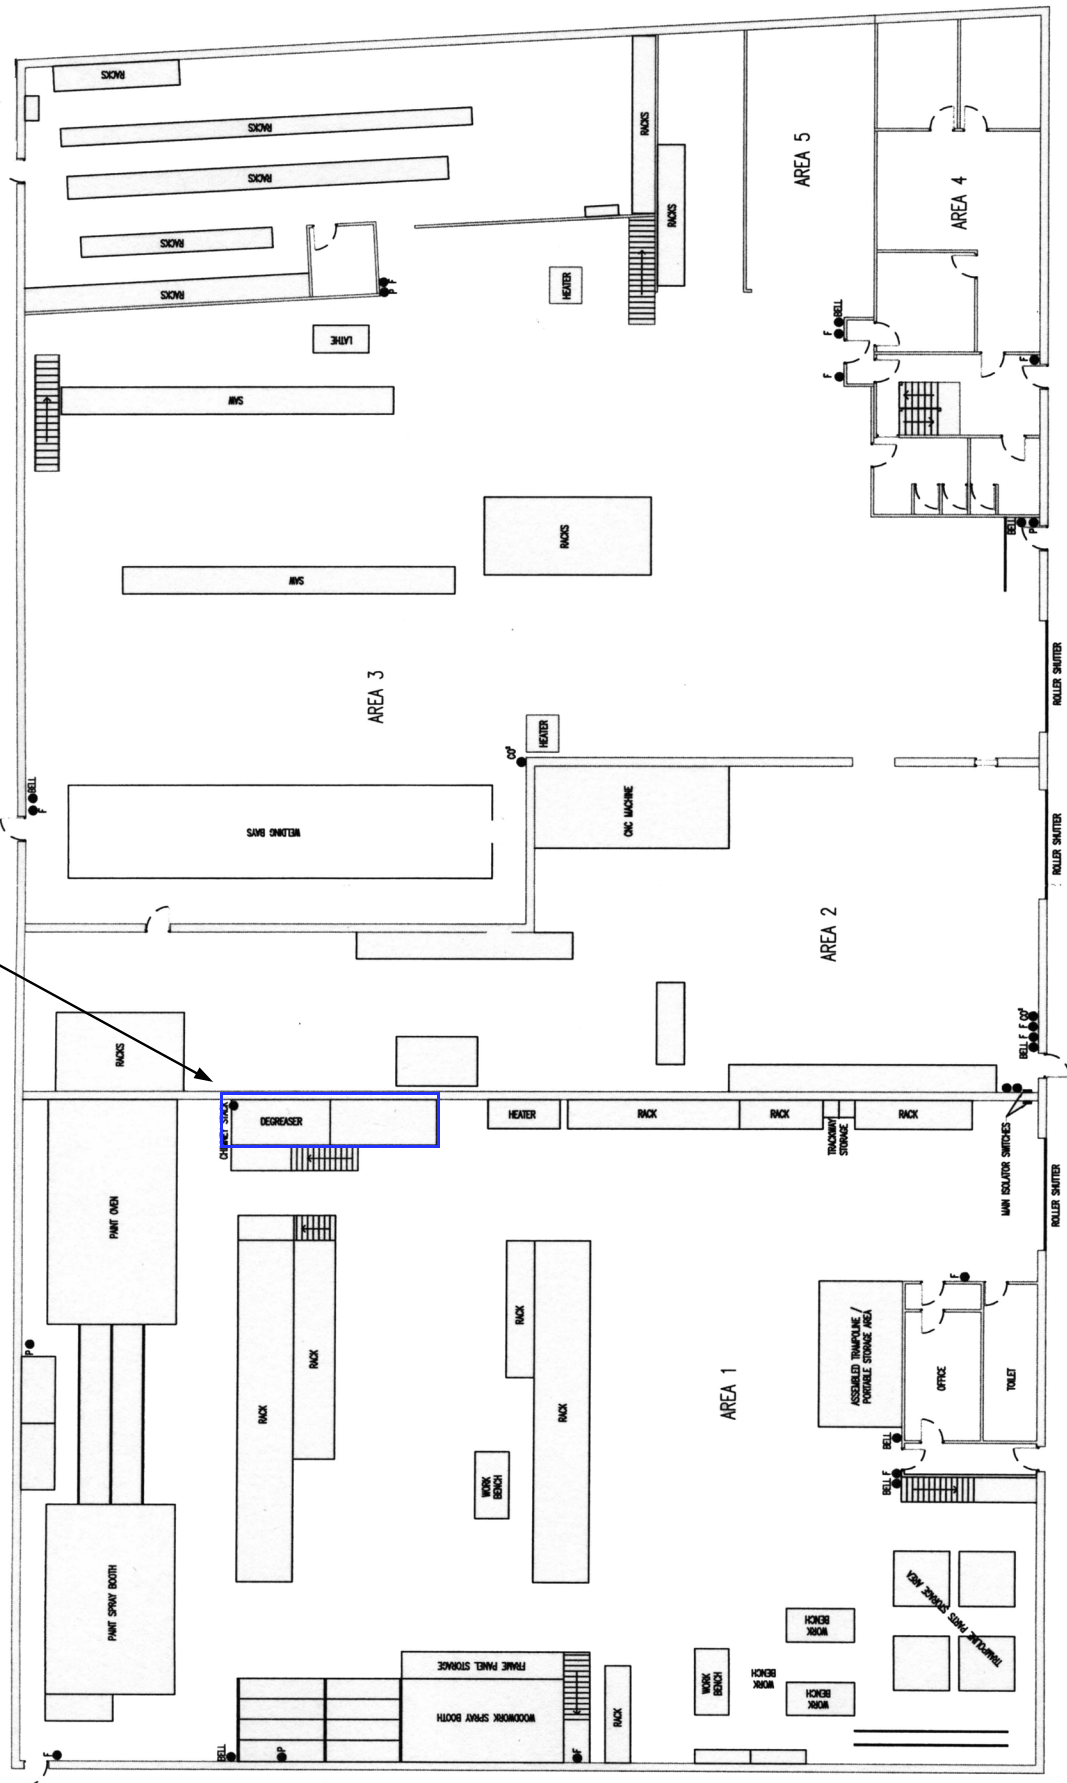 RACKS
RACKS
RACKS
RACKS
RACKS
RACKS
RACKS
AREA 5
AREA 4
HEATER
P F
LATHE
BELL
F
F
F
SAW
RACKS
BELL
P
SAW
ROLLER SHUTTER
AREA 3
HEATER
CO²
BELL
F
WELDING BAYS
CNC MACHINE
ROLLER SHUTTER
AREA 2
RACKS
BELL F F CO²
CHIMNEY STACK
DEGREASER
HEATER
RACK
RACK
TRACKWAY
STORAGE
RACK
MAIN ISOLATOR SWITCHES
ROLLER SHUTTER
PAINT OVEN
P
RACK
RACK
RACK
RACK
AREA 1
F
ASSEMBLED TRAMPOLINE /
PORTABLE STORAGE AREA
OFFICE
TOILET
BELL
BELL F
WORK
BENCH
PAINT SPRAY BOOTH
TRAMPOLINE PARTS STORAGE AREA
WORK
BENCH
FRAME PANEL STORAGE
WOODWORK SPRAY BOOTH
RACK
WORK
BENCH
WORK
BENCH
WORK
BENCH
F
BELL
P
F